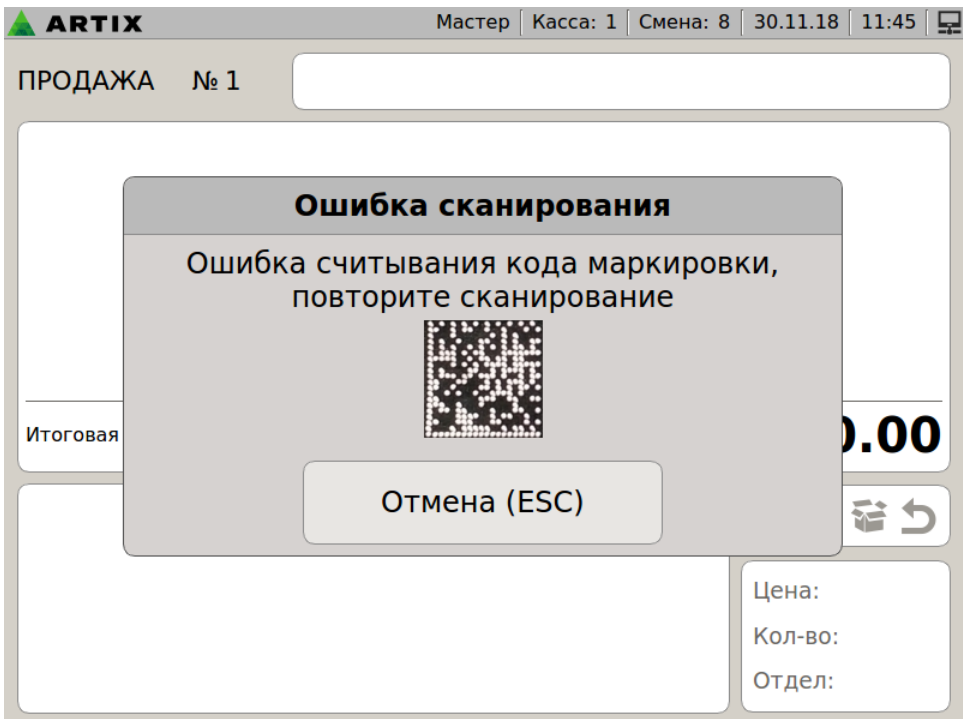 ARTIX Мастер Касса: 1 Смена: 8 30.11.18 11:45
ПРОДАЖА № 1
Ошибка сканирования
Ошибка считывания кода маркировки,
повторите сканирование
Итоговая 0.00
Отмена (ESC)
Цена:
Кол-во:
Отдел: